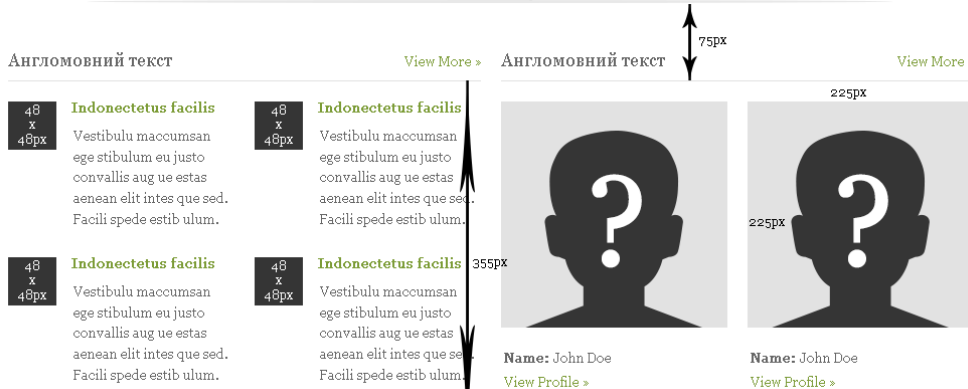 75px
Англомовний текст
View More »
48
x
48px
Indonectetus facilis
Vestibulu maccumsan
ege stibulum eu justo
convallis aug ue estas
aenean elit intes que sed.
Facili spede estib ulum.
48
x
48px
Indonectetus facilis
Vestibulu maccumsan
ege stibulum eu justo
convallis aug ue estas
aenean elit intes que sed.
Facili spede estib ulum.
48
x
48px
Indonectetus facilis
Vestibulu maccumsan
ege stibulum eu justo
convallis aug ue estas
aenean elit intes que sed.
Facili spede estib ulum.
48
x
48px
Indonectetus facilis
Vestibulu maccumsan
ege stibulum eu justo
convallis aug ue estas
aenean elit intes que sed.
Facili spede estib ulum.
355px
Англомовний текст
View More
225px
?
Name: John Doe
View Profile »
225px
?
Name: John Doe
View Profile »